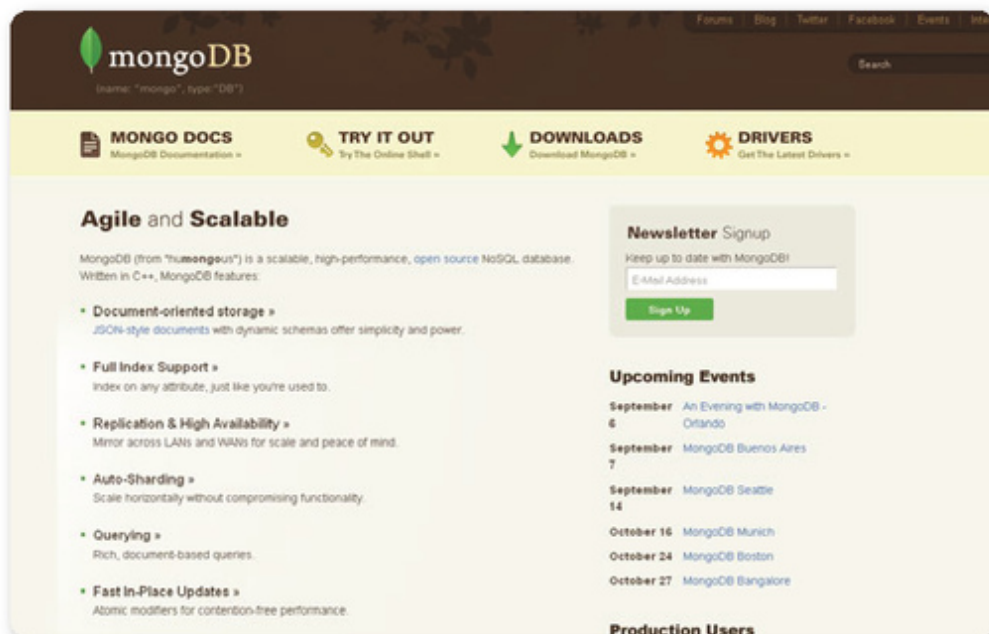 Forums | Blog | Twitter | Facebook | Events |
mongoDB
{name: "mongo", type:"DB"}
Search
MONGO DOCS
MongoDB Documentation »
TRY IT OUT
Try The Online Shell »
DOWNLOADS
Download MongoDB »
DRIVERS
Get The Latest Drivers »
Agile and Scalable
MongoDB (from "humongous") is a scalable, high-performance, open source NoSQL database.
Written in C++, MongoDB features:
Document-oriented storage »
JSON-style documents with dynamic schemas offer simplicity and power.
Full Index Support »
Index on any attribute, just like you're used to.
Replication & High Availability »
Mirror across LANs and WANs for scale and peace of mind.
Auto-Sharding »
Scale horizontally without compromising functionality.
Querying »
Rich, document-based queries.
Fast In-Place Updates »
Atomic modifiers for contention-free performance.
Newsletter Signup
Keep up to date with MongoDB!
E-Mail Address
Sign Up
Upcoming Events
September An Evening with MongoDB -
6 Orlando
September MongoDB Buenos Aires
7
September MongoDB Seattle
14
October 16 MongoDB Munich
October 24 MongoDB Boston
October 27 MongoDB Bangalore
Production Users